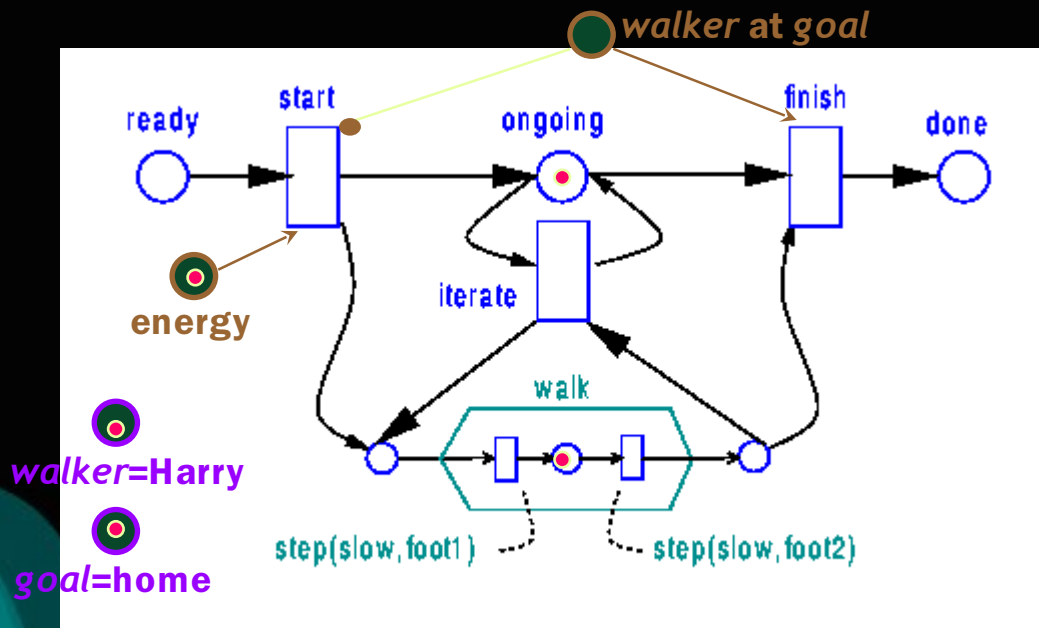 walker at goal
start
finish
ready
ongoing
done
iterate
energy
walk
walker=Harry
step(slow,foot1)
step(slow,foot2)
goal=home